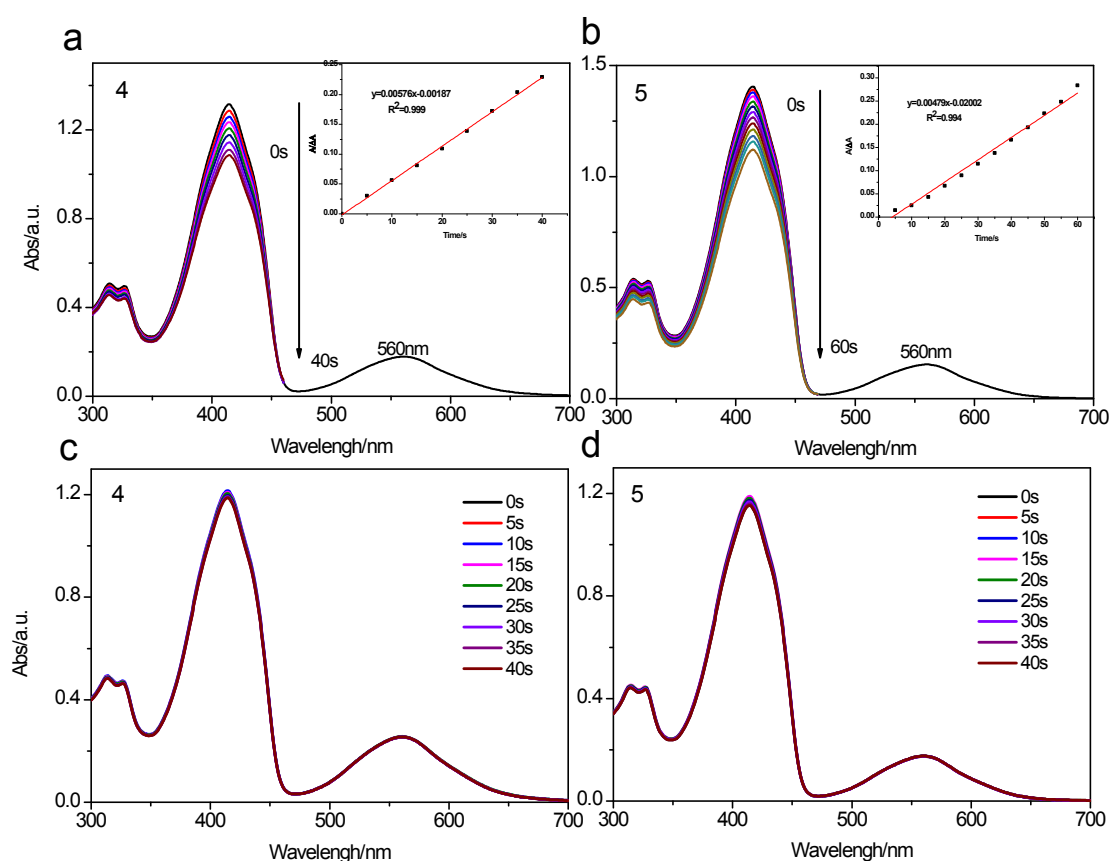 a
4
0s
40s
560nm
Abs/a.u.
1.2
0.8
0.4
0.0
300 400 500 600 700
Wavelengh/nm
y=0.00576x-0.00187
R2=0.999
A/ΔA
0.25
0.20
0.15
0.10
0.05
0.00
0 10 20 30 40
Time/s
b
5
0s
60s
560nm
1.5
1.0
0.5
0.0
300 400 500 600 700
Wavelengh/nm
y=0.00479x-0.02002
R2=0.994
A/ΔA
0.30
0.25
0.20
0.15
0.10
0.05
0.00
0 10 20 30 40 50 60
Time/s
c
4
0s
5s
10s
15s
20s
25s
30s
35s
40s
Abs/a.u.
1.2
0.8
0.4
0.0
300 400 500 600 700
Wavelengh/nm
d
5
0s
5s
10s
15s
20s
25s
30s
35s
40s
1.2
0.8
0.4
0.0
300 400 500 600 700
Wavelengh/nm